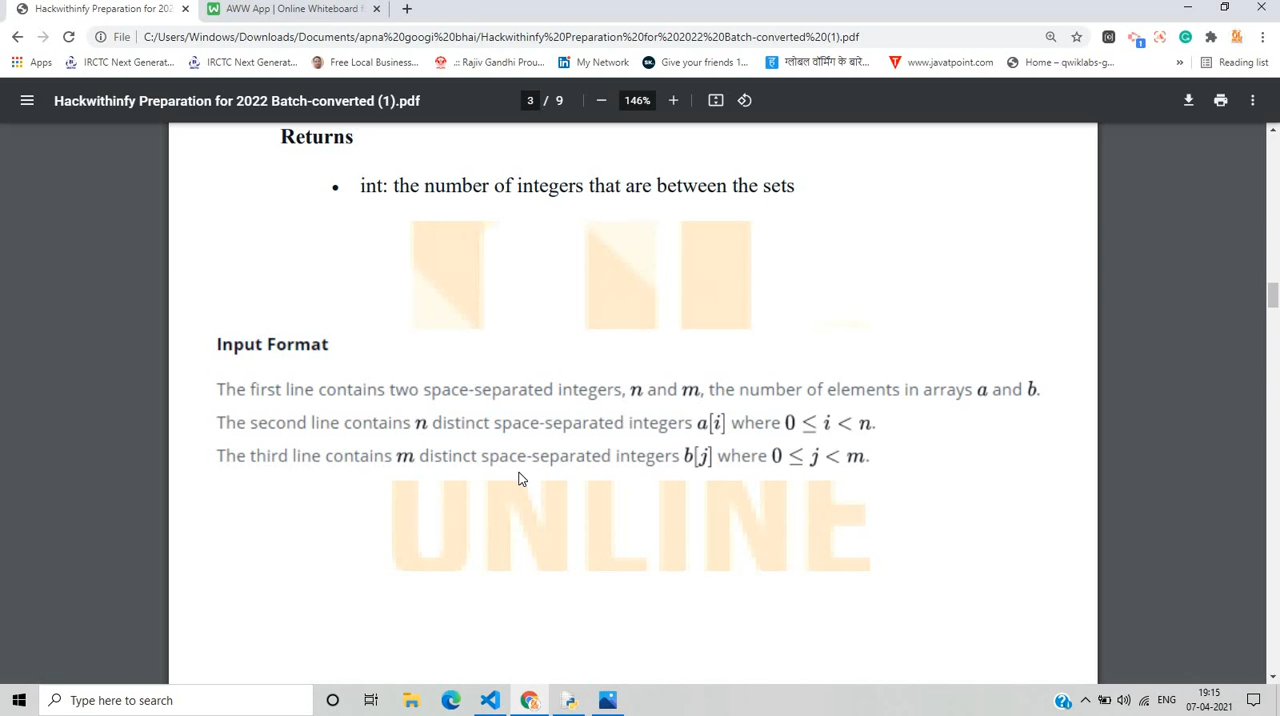 Hackwithinfy Preparation for 202
AWW App | Online Whiteboard f
File
C:/Users/Windows/Downloads/Documents/apna%20googi%20bhai/Hackwithinfy%20Preparation%20for%202022%20Batch-converted%20(1).pdf
Apps
IRCTC Next Generat...
IRCTC Next Generat...
Free Local Business...
.:: Rajiv Gandhi Prou...
My Network
Give your friends 1...
ग्लोबल वॉर्मिंग के बारे...
www.javatpoint.com
Home – qwiklabs-g...
Reading list
Hackwithinfy Preparation for 2022 Batch-converted (1).pdf
3 / 9
146%
Returns
• int: the number of integers that are between the sets
Input Format
The first line contains two space-separated integers, n and m, the number of elements in arrays a and b.
The second line contains n distinct space-separated integers a[i] where 0 ≤ i < n.
The third line contains m distinct space-separated integers b[j] where 0 ≤ j < m.
ONLINE
Type here to search
ENG
19:15
07-04-2021